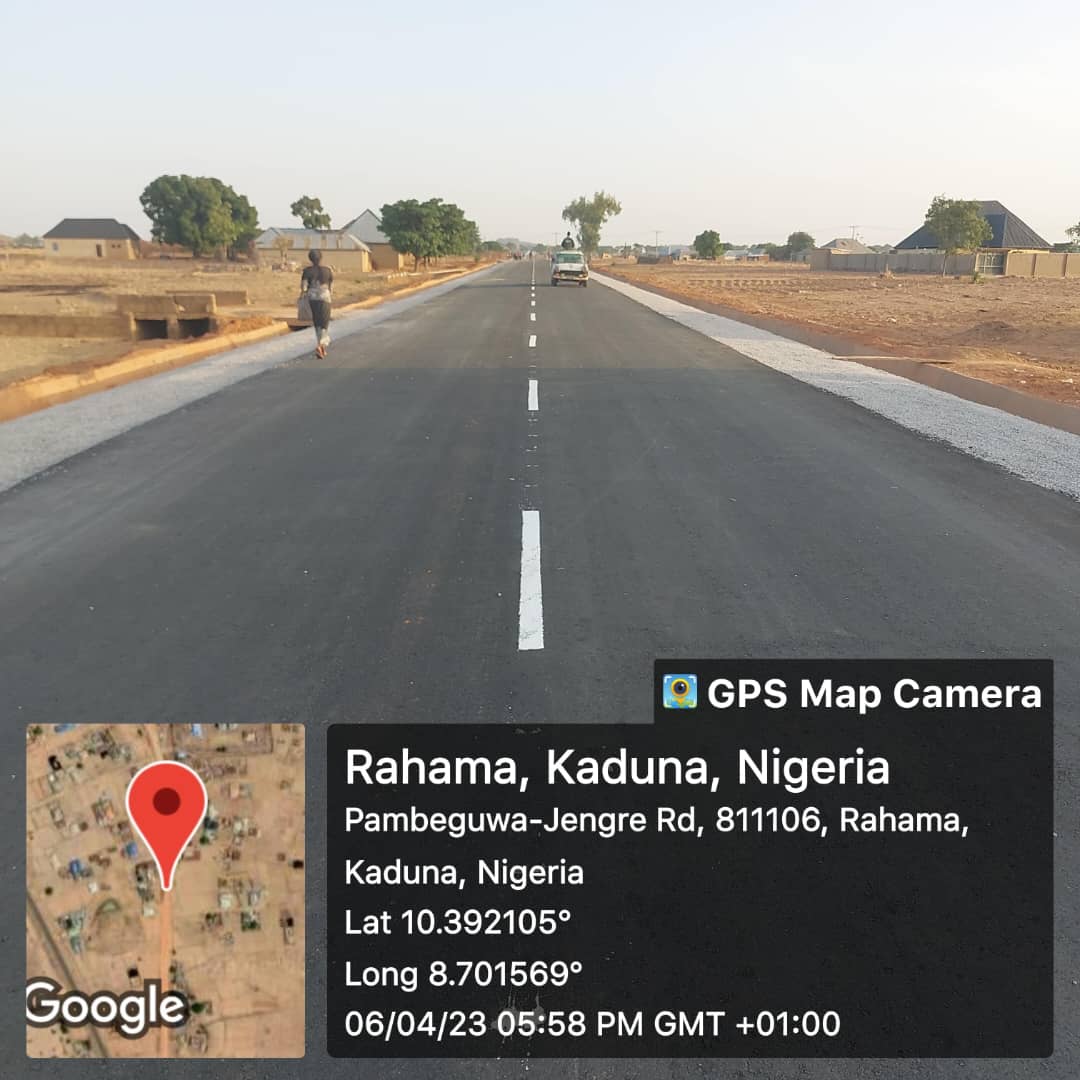 GPS Map Camera
Rahama, Kaduna, Nigeria
Pambeguwa-Jengre Rd, 811106, Rahama,
Kaduna, Nigeria
Lat 10.392105°
Long 8.701569°
06/04/23 05:58 PM GMT +01:00
Google